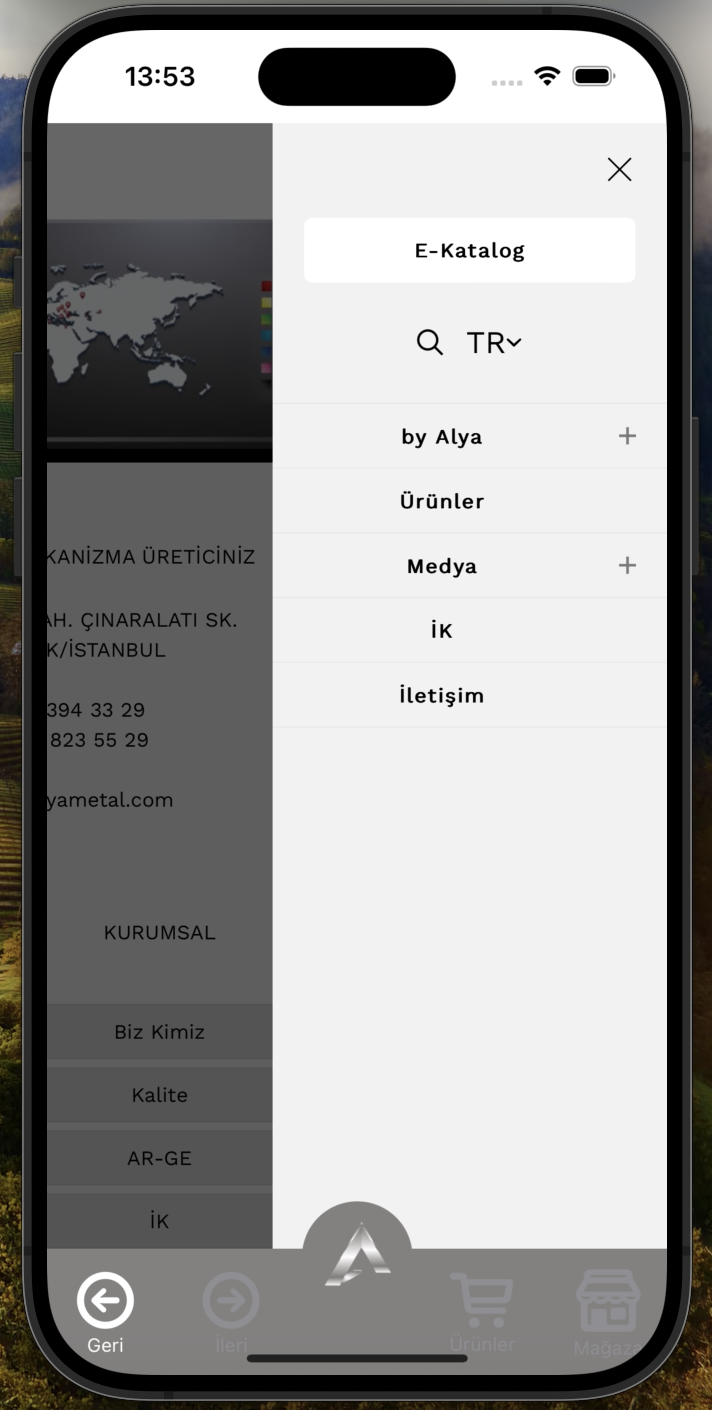 13:53
E-Katalog
TR
by Alya
Ürünler
Medya
İK
İletişim
KANİZMA ÜRETİCİNİZ
AH. ÇINARALATI SK.
K/İSTANBUL
394 33 29
823 55 29
yametal.com
KURUMSAL
Biz Kimiz
Kalite
AR-GE
İK
Geri
İleri
Ürünler
Mağaza